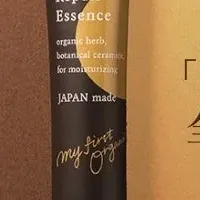 Essence
organic herb,
botanical ceramide,
for moisturizing
JAPAN made
my first
Organic
「